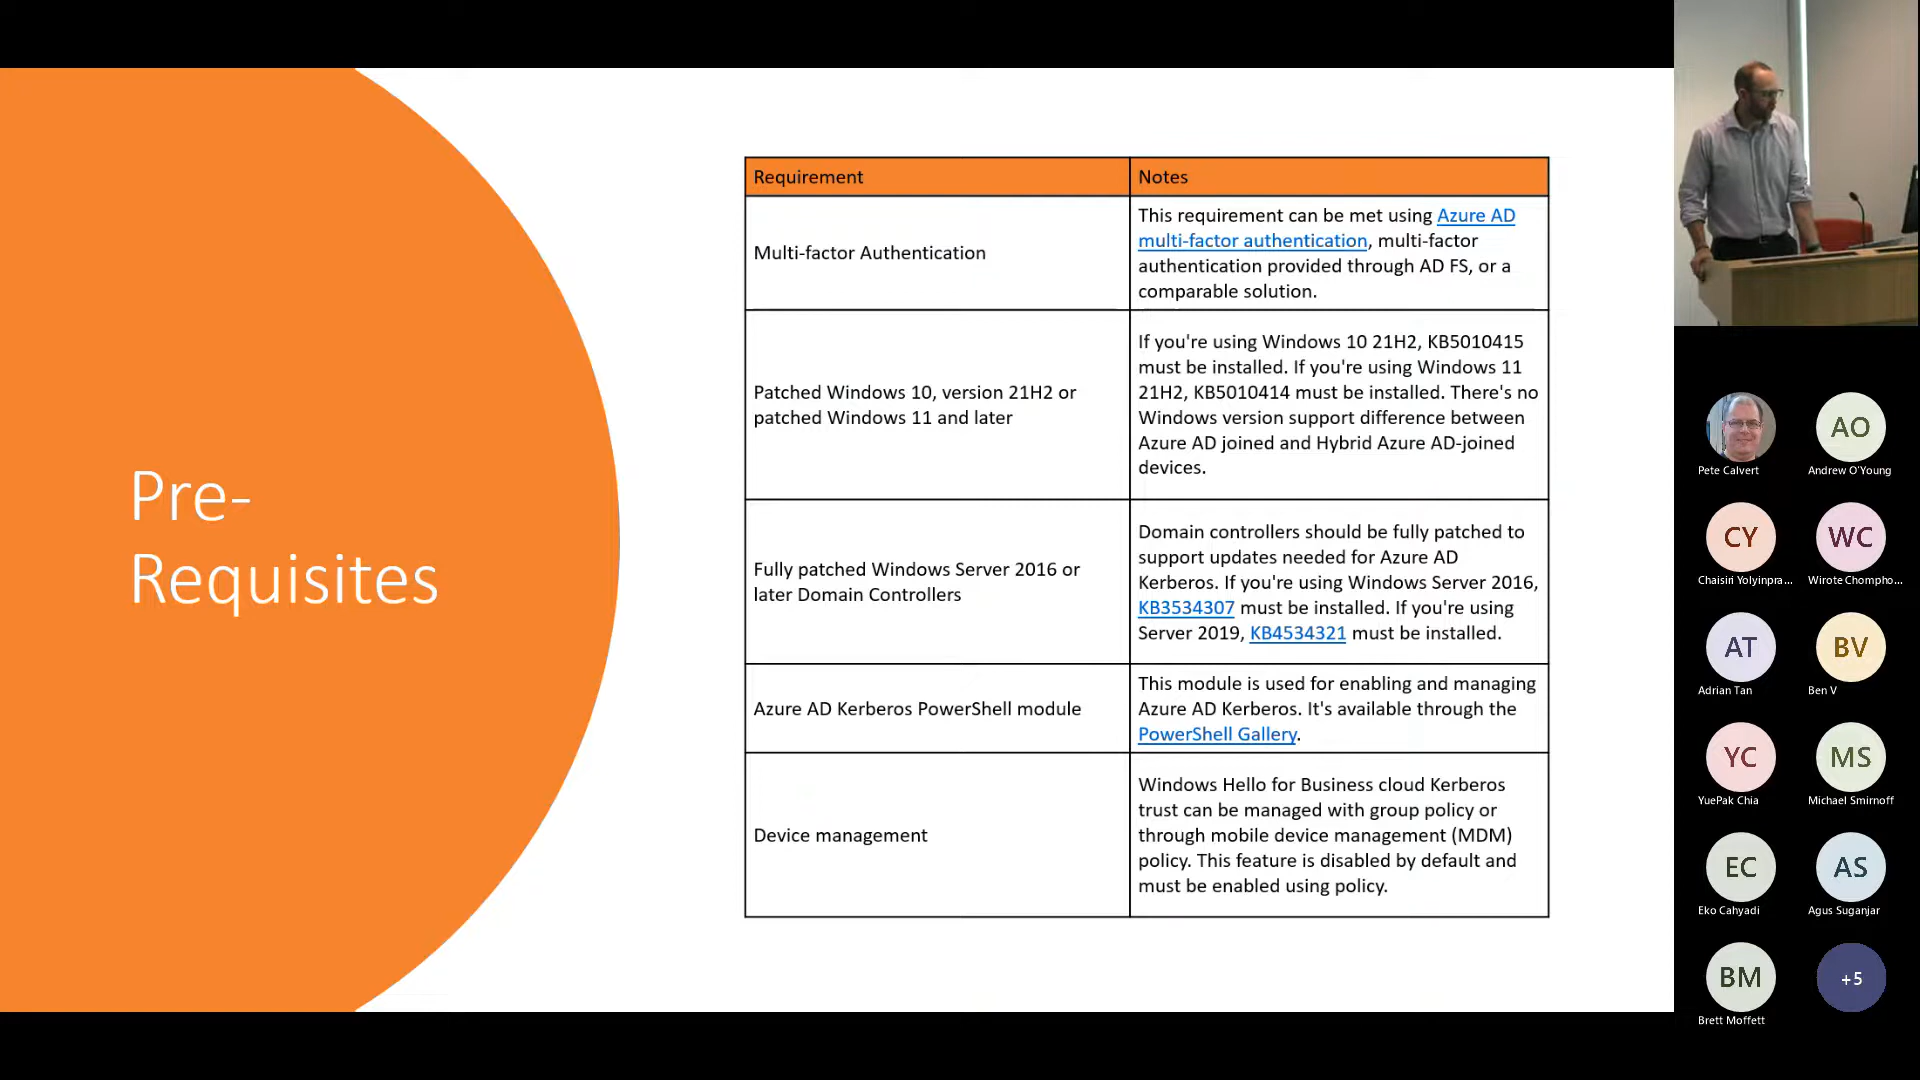 Pre-
Requisites
Requirement
Notes
Multi-factor Authentication
This requirement can be met using Azure AD
multi-factor authentication, multi-factor
authentication provided through AD FS, or a
comparable solution.
Patched Windows 10, version 21H2 or
patched Windows 11 and later
If you're using Windows 10 21H2, KB5010415
must be installed. If you're using Windows 11
21H2, KB5010414 must be installed. There's no
Windows version support difference between
Azure AD joined and Hybrid Azure AD-joined
devices.
Fully patched Windows Server 2016 or
later Domain Controllers
Domain controllers should be fully patched to
support updates needed for Azure AD
Kerberos. If you're using Windows Server 2016,
KB3534307 must be installed. If you're using
Server 2019, KB4534321 must be installed.
Azure AD Kerberos PowerShell module
This module is used for enabling and managing
Azure AD Kerberos. It's available through the
PowerShell Gallery.
Device management
Windows Hello for Business cloud Kerberos
trust can be managed with group policy or
through mobile device management (MDM)
policy. This feature is disabled by default and
must be enabled using policy.
Pete Calvert
AO
Andrew O'Young
CY
Chaisiri Yolyinpra...
WC
Wirote Chompho...
AT
Adrian Tan
BV
Ben V
YC
YuePak Chia
MS
Michael Smirnoff
EC
Eko Cahyadi
AS
Agus Suganjar
BM
Brett Moffett
+5